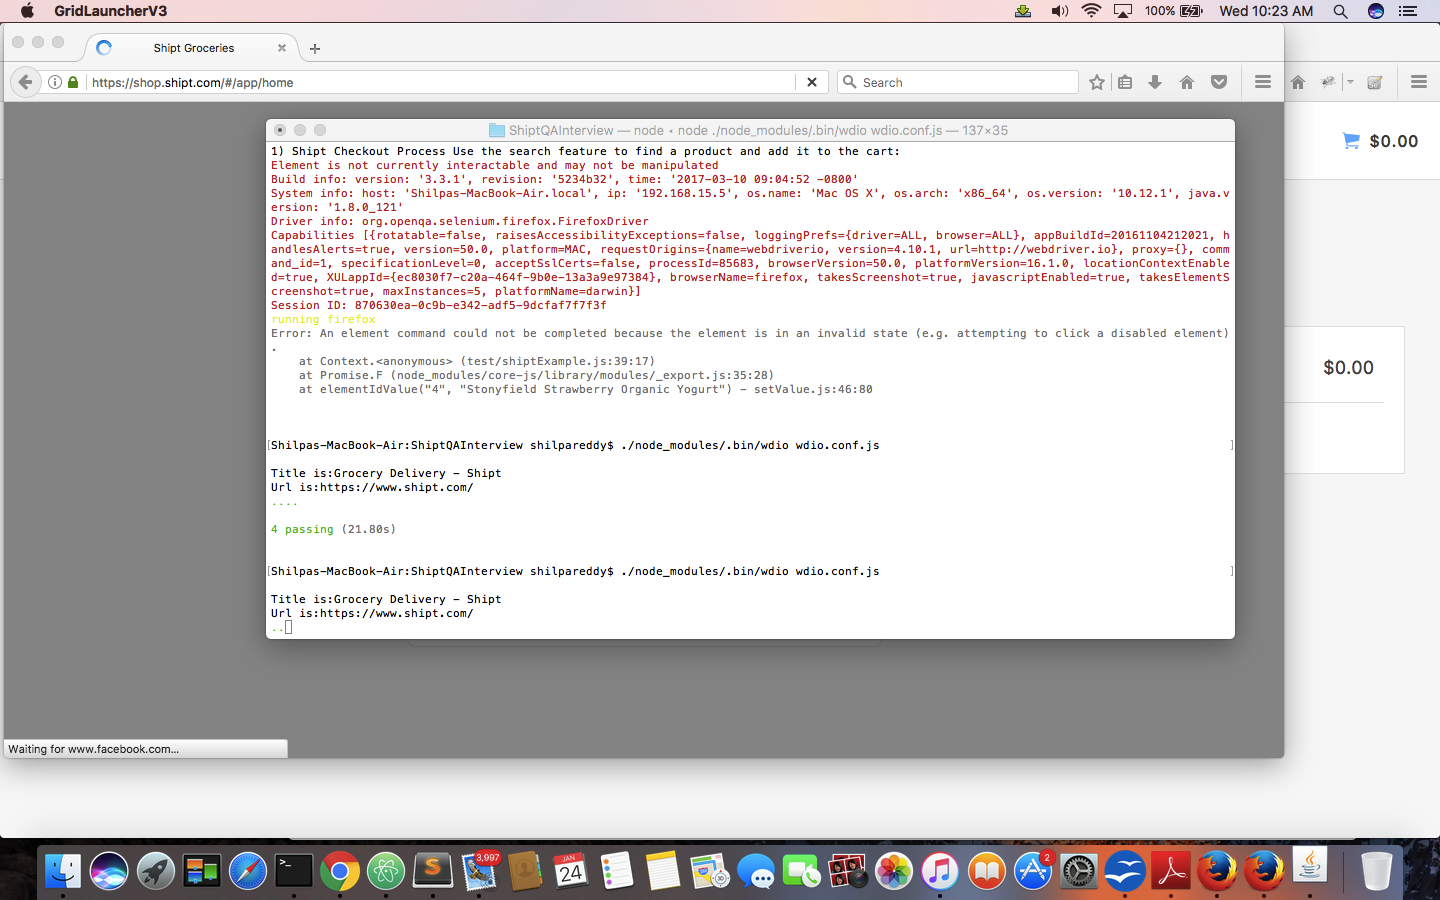 GridLauncherV3
100%
Wed 10:23 AM
Shipt Groceries
https://shop.shipt.com/#/app/home
Search
$0.00
ShiptQAInterview — node ‹ node ./node_modules/.bin/wdio wdio.conf.js — 137×35
1) Shipt Checkout Process Use the search feature to find a product and add it to the cart:
Element is not currently interactable and may not be manipulated
Build info: version: '3.3.1', revision: '5234b32', time: '2017-03-10 09:04:52 -0800'
System info: host: 'Shilpas-MacBook-Air.local', ip: '192.168.15.5', os.name: 'Mac OS X', os.arch: 'x86_64', os.version: '10.12.1', java.v
ersion: '1.8.0_121'
Driver info: org.openqa.selenium.firefox.FirefoxDriver
Capabilities [{rotatable=false, raisesAccessibilityExceptions=false, loggingPrefs={driver=ALL, browser=ALL}, appBuildId=20161104212021, h
andlesAlerts=true, version=50.0, platform=MAC, requestOrigins={name=webdriverio, version=4.10.1, url=http://webdriver.io}, proxy={}, comm
and_id=1, specificationLevel=0, acceptSslCerts=false, processId=85683, browserVersion=50.0, platformVersion=16.1.0, locationContextEnable
d=true, XULappId={ec8030f7-c20a-464f-9b0e-13a3a9e97384}, browserName=firefox, takesScreenshot=true, javascriptEnabled=true, takesElementS
creenshot=true, maxInstances=5, platformName=darwin}]
Session ID: 870630ea-0c9b-e342-adf5-9dcfaf7f7f3f
running firefox
Error: An element command could not be completed because the element is in an invalid state (e.g. attempting to click a disabled element)
.
at Context.<anonymous> (test/shiptExample.js:39:17)
at Promise.F (node_modules/core-js/library/modules/_export.js:35:28)
at elementIdValue("4", "Stonyfield Strawberry Organic Yogurt") - setValue.js:46:80
[Shilpas-MacBook-Air:ShiptQAInterview shilpareddy$ ./node_modules/.bin/wdio wdio.conf.js ]
Title is:Grocery Delivery - Shipt
Url is:https://www.shipt.com/
....
4 passing (21.80s)
[Shilpas-MacBook-Air:ShiptQAInterview shilpareddy$ ./node_modules/.bin/wdio wdio.conf.js ]
Title is:Grocery Delivery - Shipt
Url is:https://www.shipt.com/
..
$0.00
Waiting for www.facebook.com...
3,997
JAN
24
2